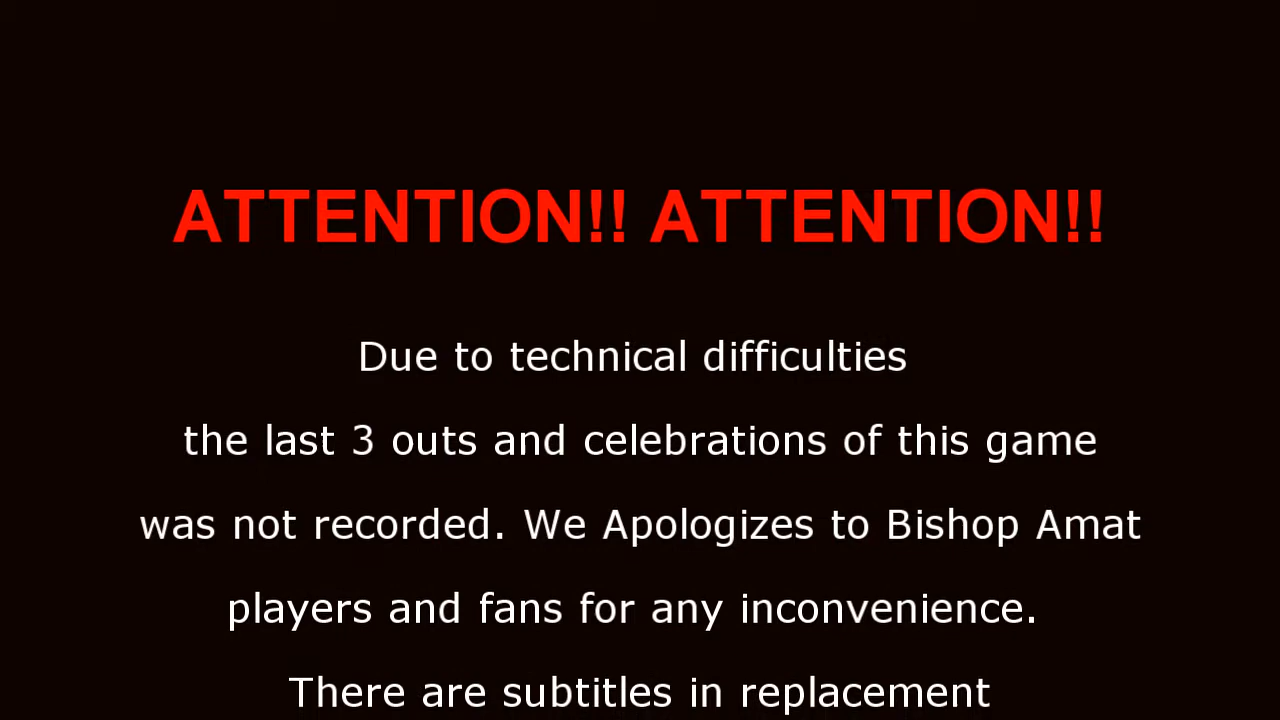 ATTENTION!! ATTENTION!!
Due to technical difficulties
the last 3 outs and celebrations of this game
was not recorded. We Apologizes to Bishop Amat
players and fans for any inconvenience.
There are subtitles in replacement